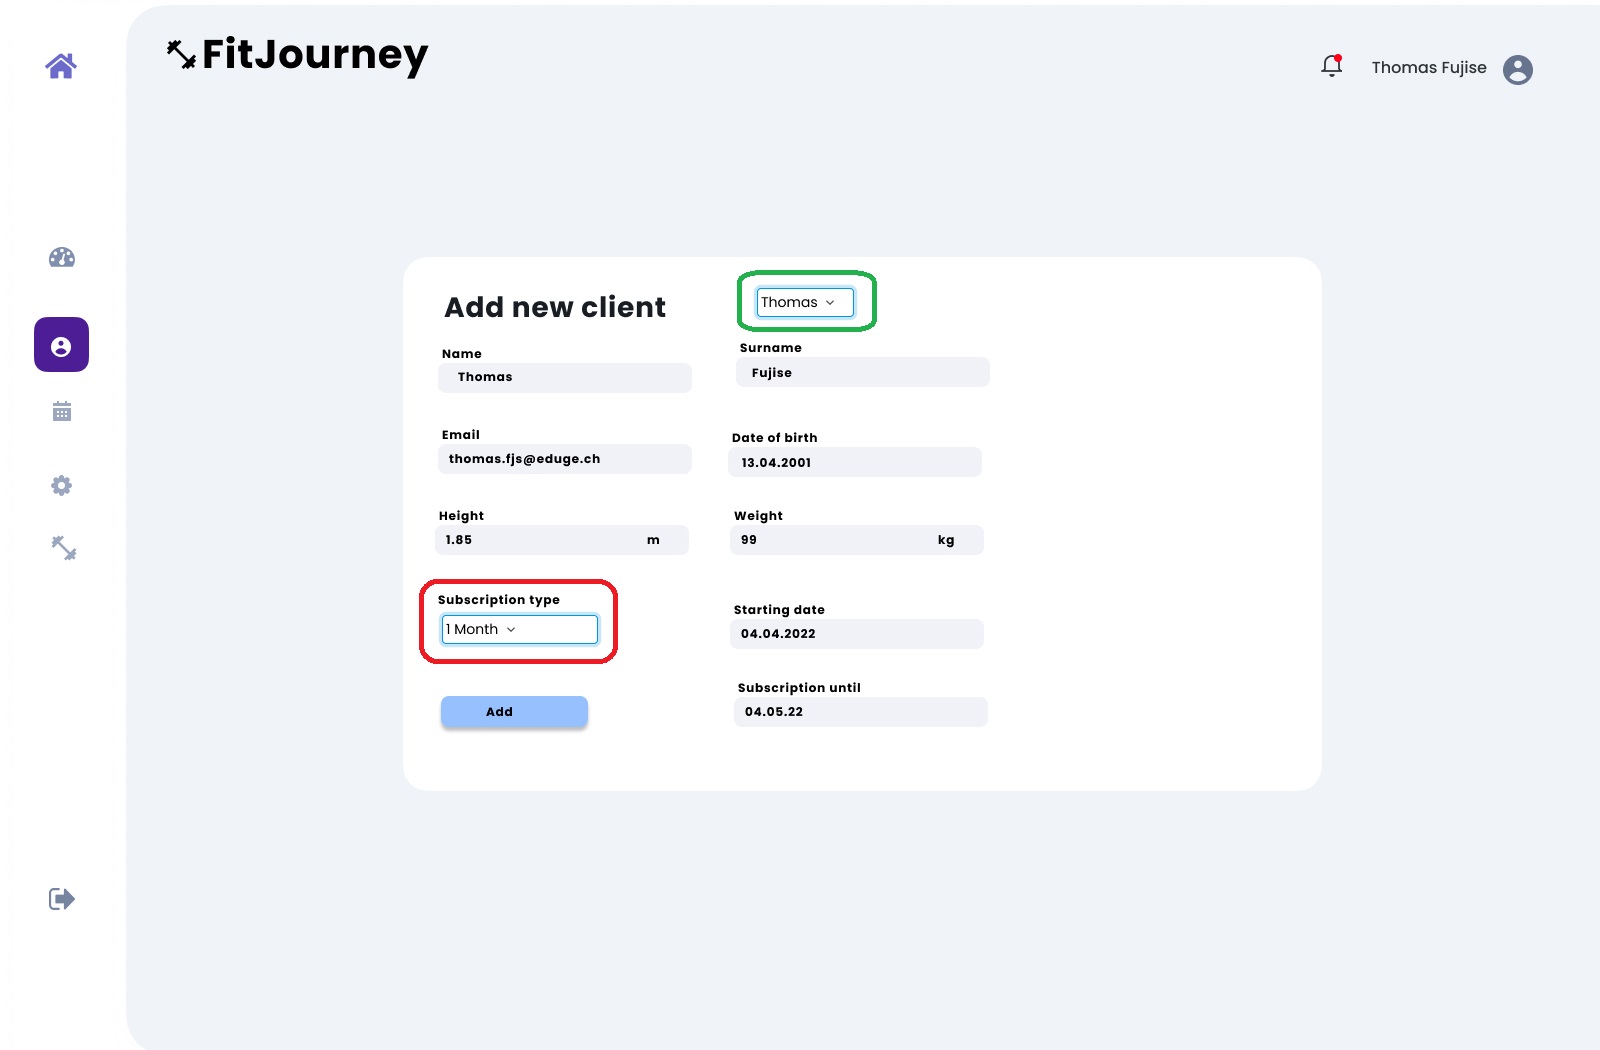 FitJourney
Thomas Fujise
Add new client
Thomas
Name
Thomas
Surname
Fujise
Email
thomas.fjs@eduge.ch
Date of birth
13.04.2001
Height
1.85 m
Weight
99 kg
Subscription type
1 Month
Starting date
04.04.2022
Add
Subscription until
04.05.22